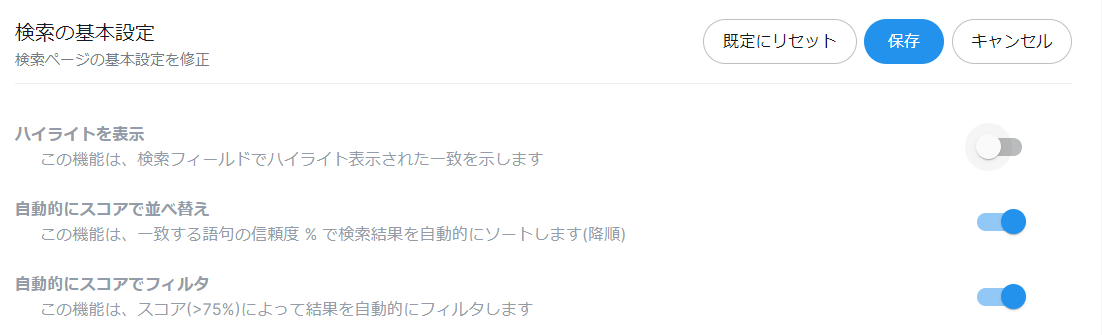 検索の基本設定
検索ページの基本設定を修正
既定にリセット
保存
キャンセル
ハイライトを表示
この機能は、検索フィールドでハイライト表示された一致を示します
自動的にスコアで並べ替え
この機能は、一致する語句の信頼度 % で検索結果を自動的にソートします(降順)
自動的にスコアでフィルタ
この機能は、スコア(>75%)によって結果を自動的にフィルタします